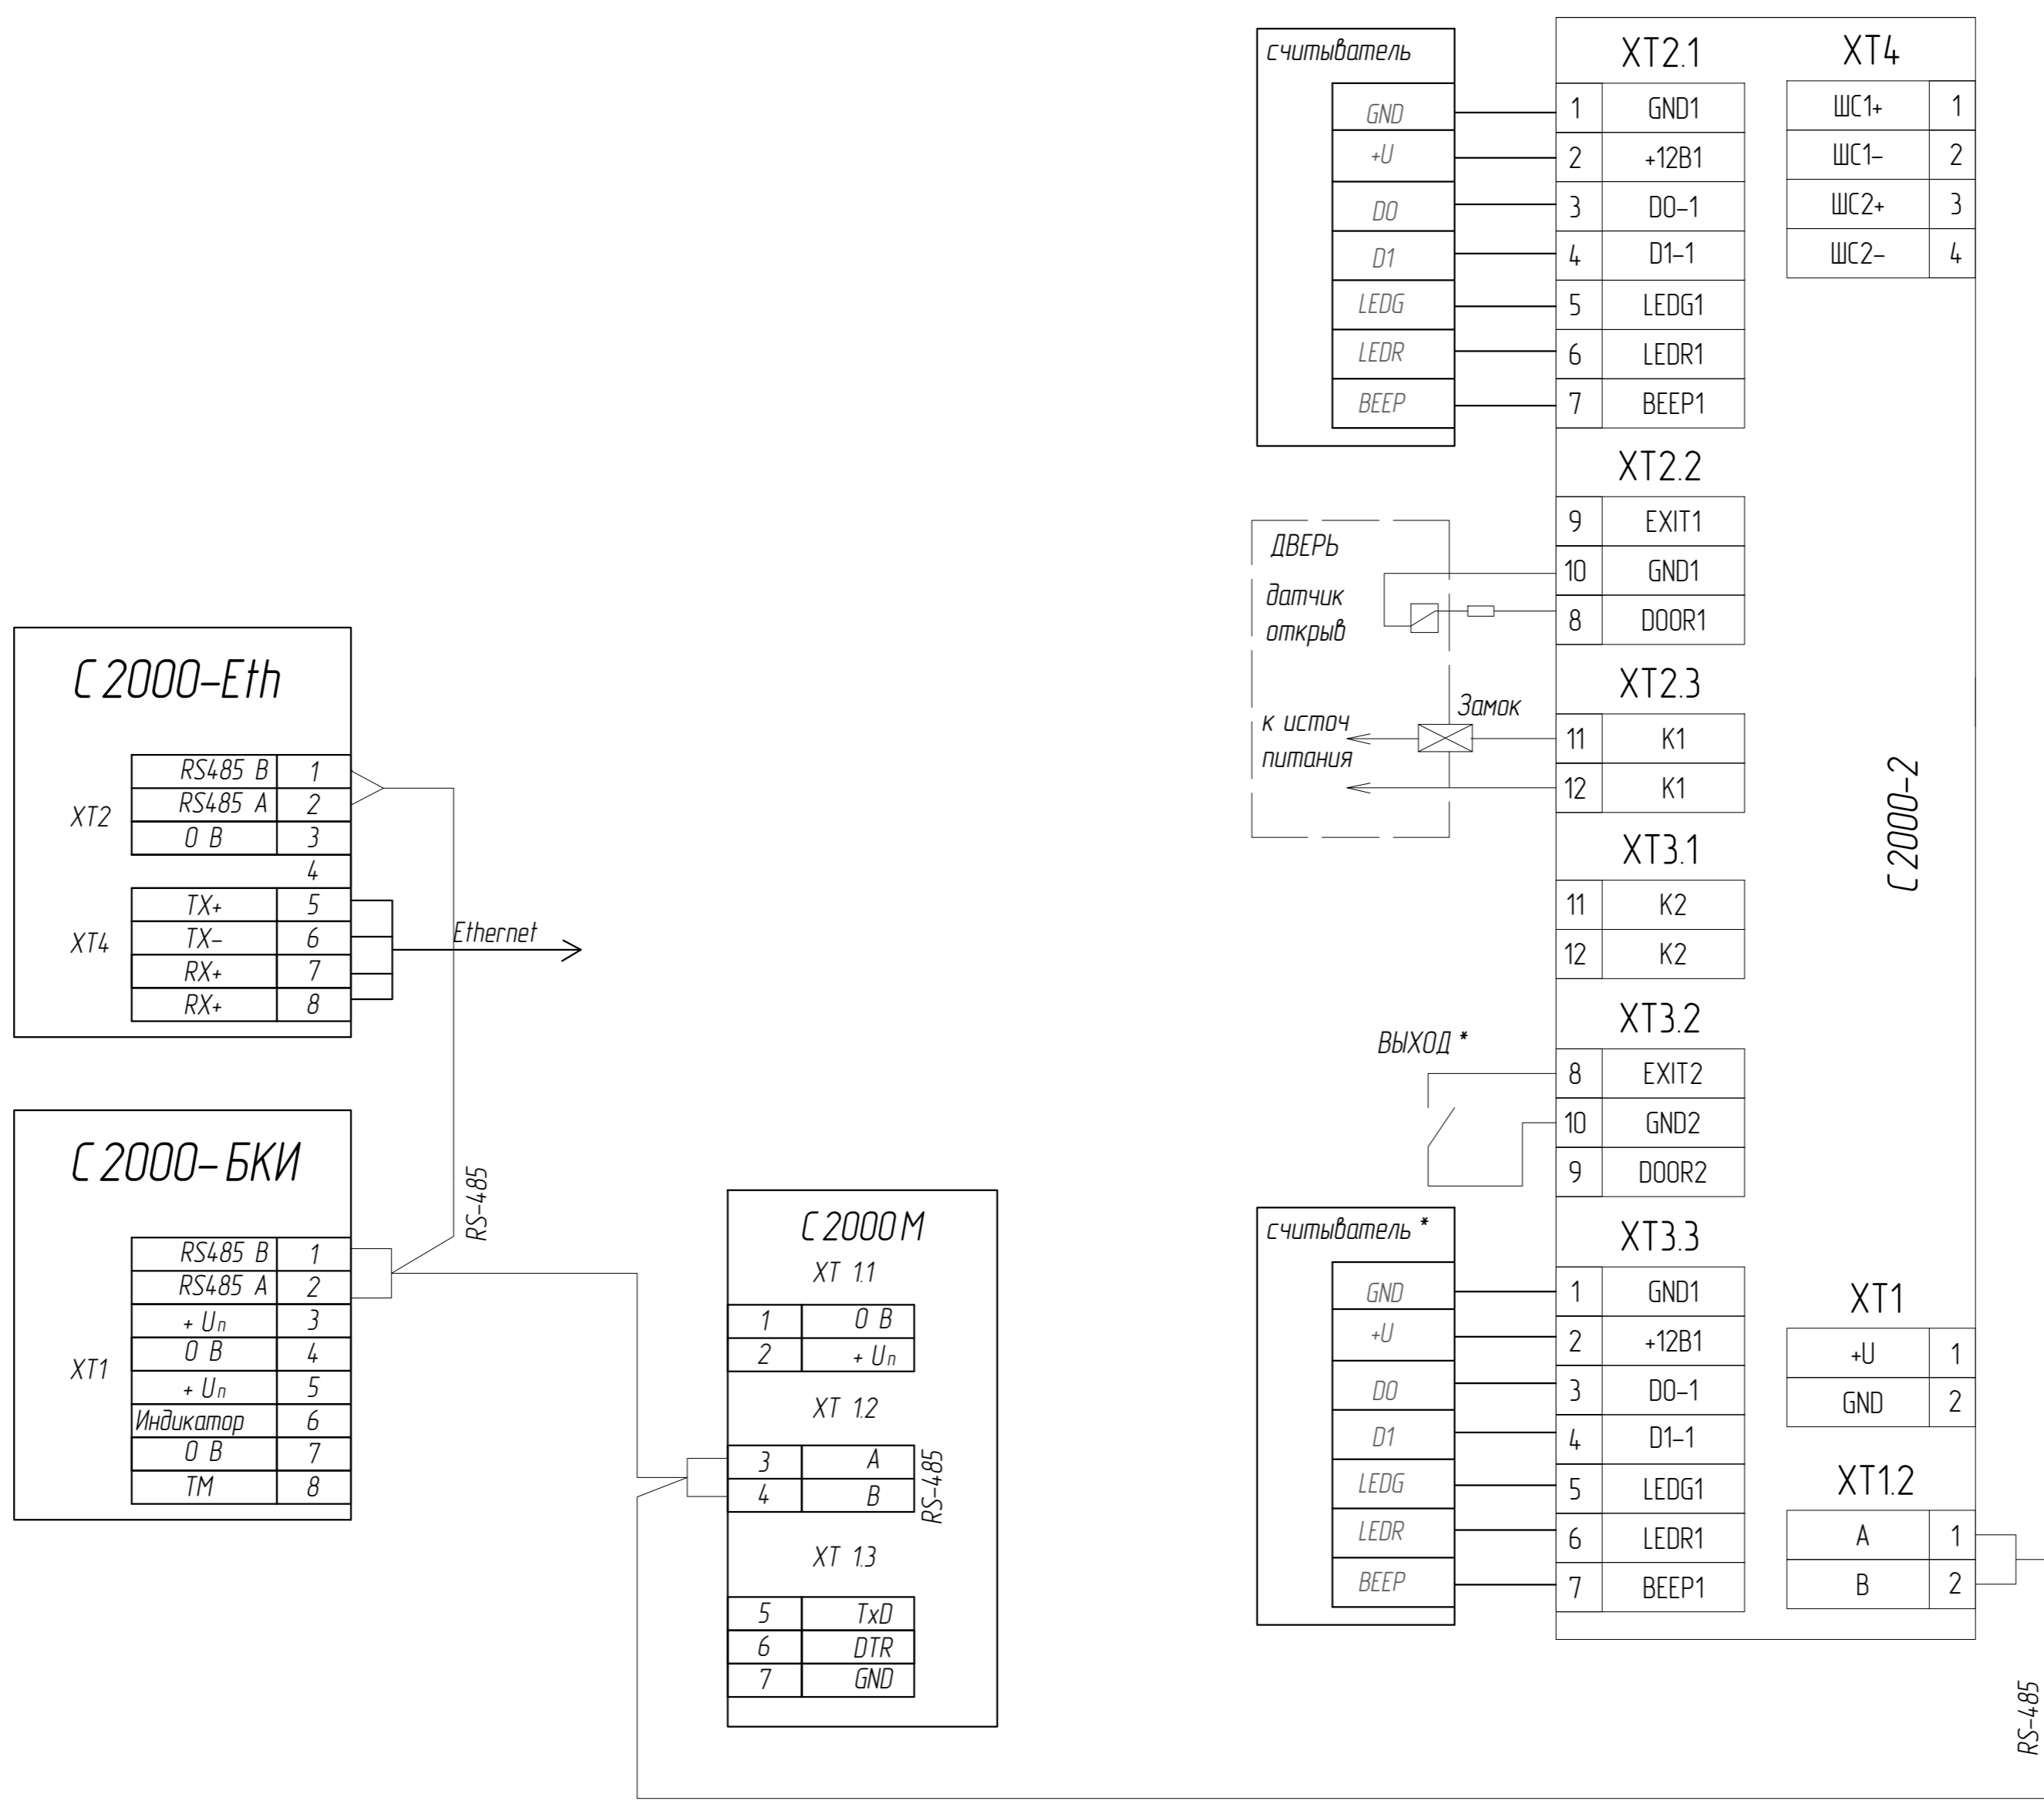 С2000-Eth
RS485 B 1
XT2 RS485 A 2
0 В 3
4
TX+ 5
XT4 TX- 6
RX+ 7
RX+ 8
Ethernet
С2000-БКИ
RS485 B 1
RS485 A 2
+ Uп 3
0 В 4
XT1 + Uп 5
Индикатор 6
0 В 7
ТМ 8
RS-485
С2000М
XT 1.1
1 0 В
2 + Uп
XT 1.2
3 A
4 B
RS-485
XT 1.3
5 TxD
6 DTR
7 GND
считыватель
GND
+U
D0
D1
LEDG
LEDR
BEEP
ДВЕРЬ
датчик
открыв
Замок
к источ
питания
ВЫХОД *
считыватель *
GND
+U
D0
D1
LEDG
LEDR
BEEP
XT2.1
1 GND1
2 +12В1
3 D0-1
4 D1-1
5 LEDG1
6 LEDR1
7 BEEP1
XT2.2
9 EXIT1
10 GND1
8 DOOR1
XT2.3
11 K1
12 K1
XT3.1
11 K2
12 K2
XT3.2
8 EXIT2
10 GND2
9 DOOR2
XT3.3
1 GND1
2 +12В1
3 D0-1
4 D1-1
5 LEDG1
6 LEDR1
7 BEEP1
XT4
ШС1+ 1
ШС1- 2
ШС2+ 3
ШС2- 4
С2000-2
XT1
+U 1
GND 2
XT1.2
A 1
B 2
RS-485